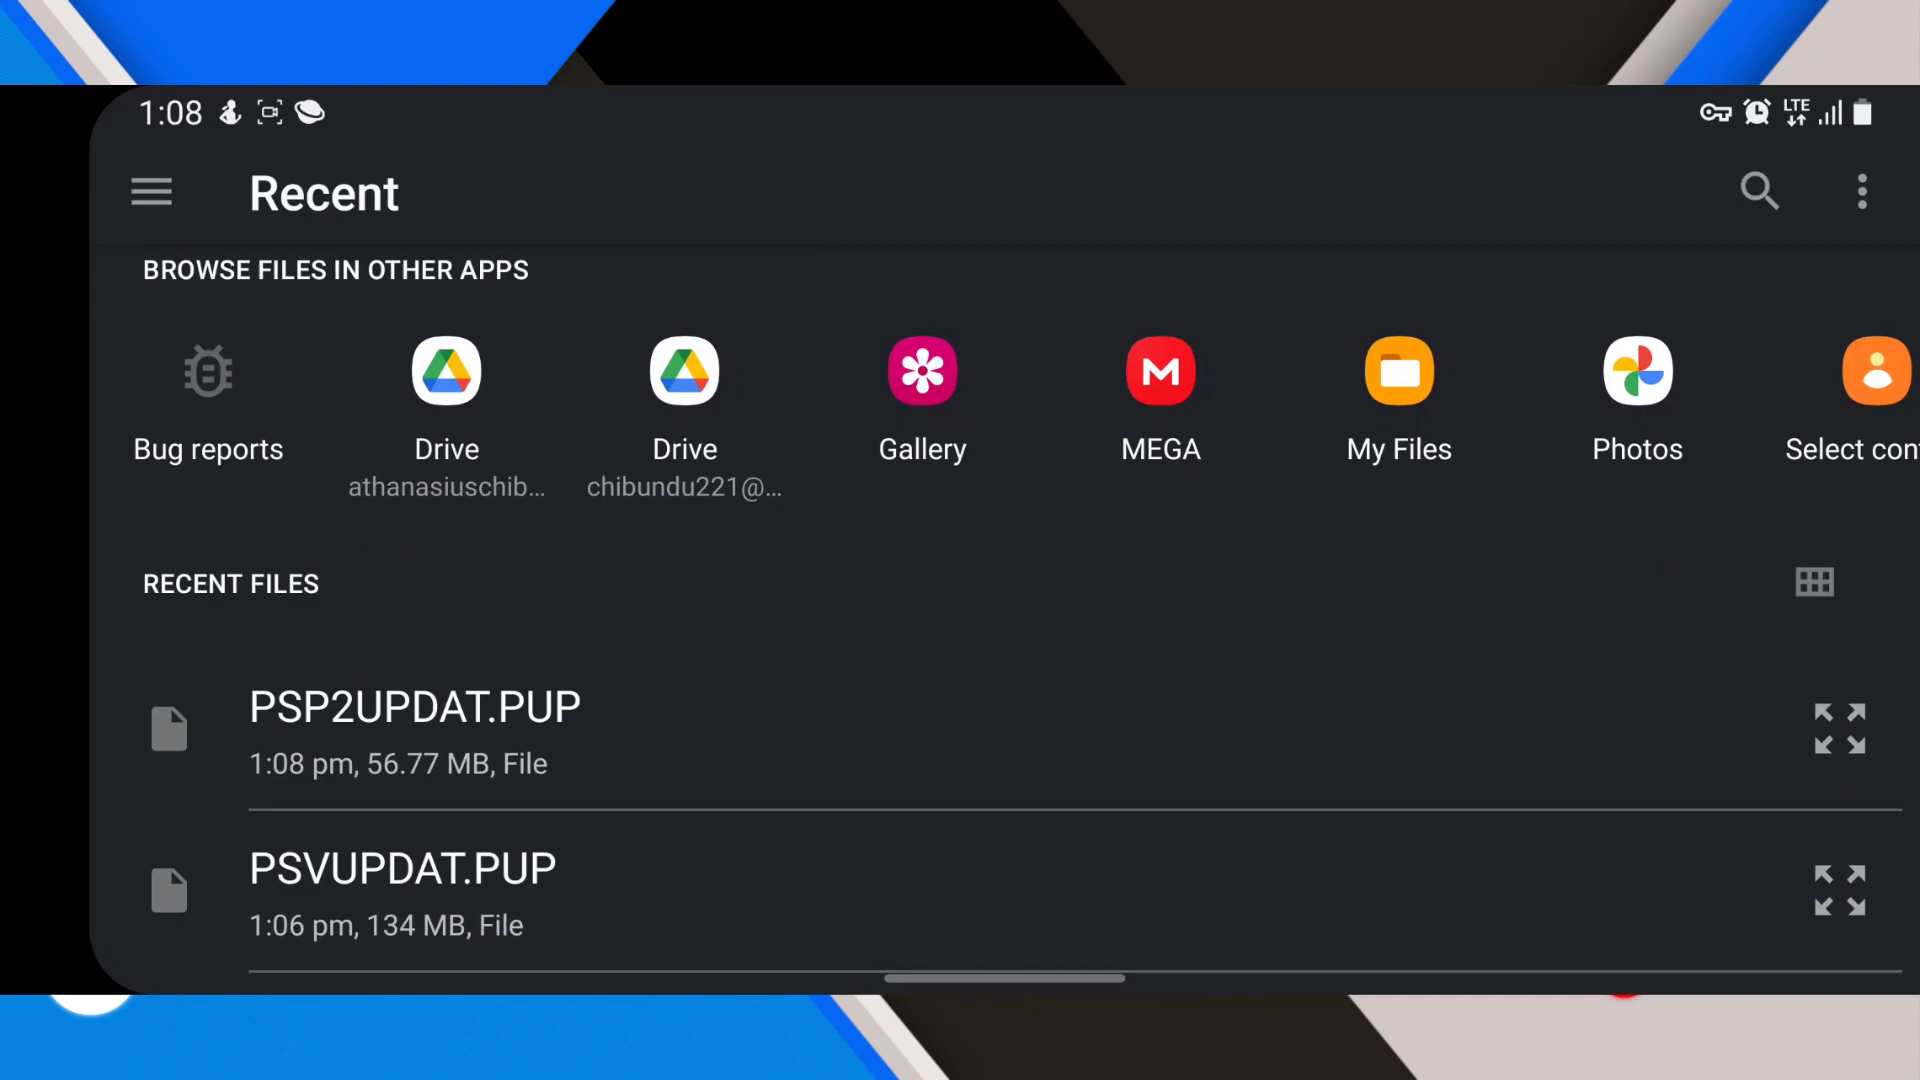 1:08
LTE
Recent
BROWSE FILES IN OTHER APPS
Bug reports
Drive
athanasiuschib...
Drive
chibundu221@...
Gallery
MEGA
My Files
Photos
Select con
RECENT FILES
PSP2UPDAT.PUP
1:08 pm, 56.77 MB, File
PSVUPDAT.PUP
1:06 pm, 134 MB, File